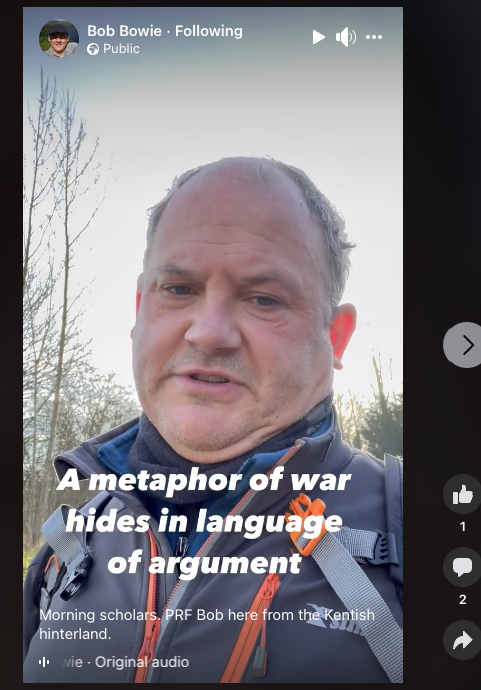 Bob Bowie · Following
Public
A metaphor of war
hides in language
of argument
Morning scholars. PRF Bob here from the Kentish
hinterland.
wie · Original audio
1
2